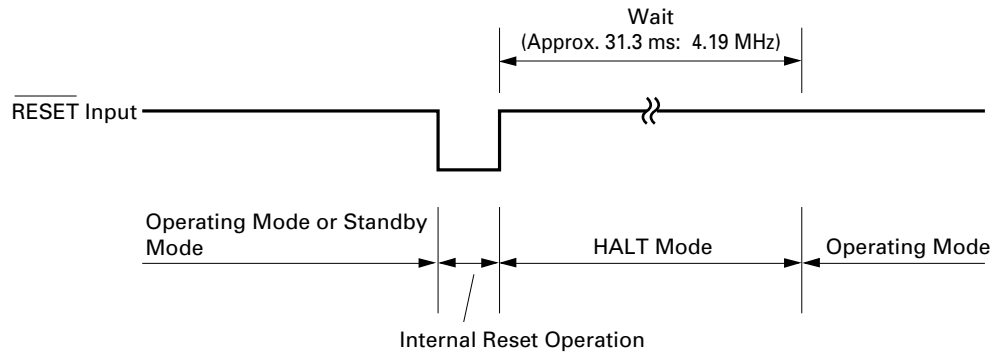 Wait
(Approx. 31.3 ms: 4.19 MHz)
RESET Input
Operating Mode or Standby
Mode
HALT Mode
Operating Mode
Internal Reset Operation